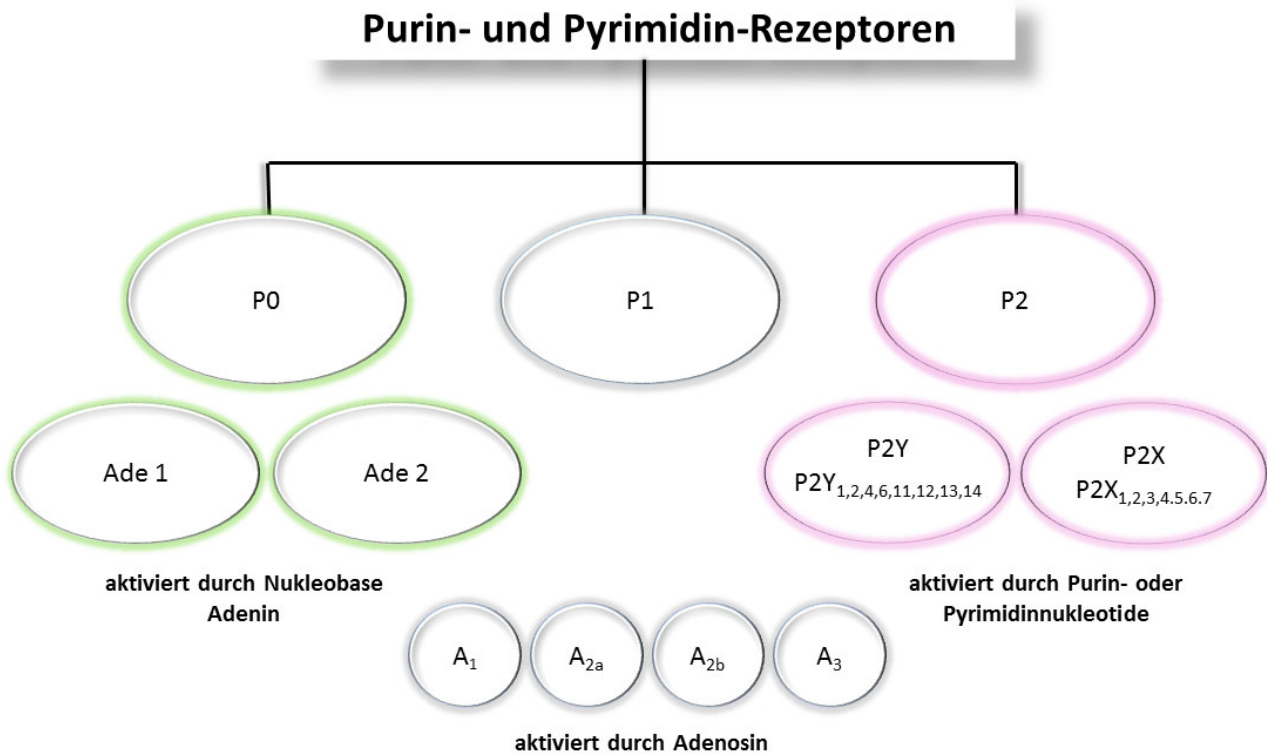 Purin- und Pyrimidin-Rezeptoren
P0
P1
P2
Ade 1
Ade 2
P2Y
P2Y1,2,4,6,11,12,13,14
P2X
P2X1,2,3,4.5.6.7
aktiviert durch Nukleobase
Adenin
aktiviert durch Purin- oder
Pyrimidinnukleotide
A1
A2a
A2b
A3
aktiviert durch Adenosin